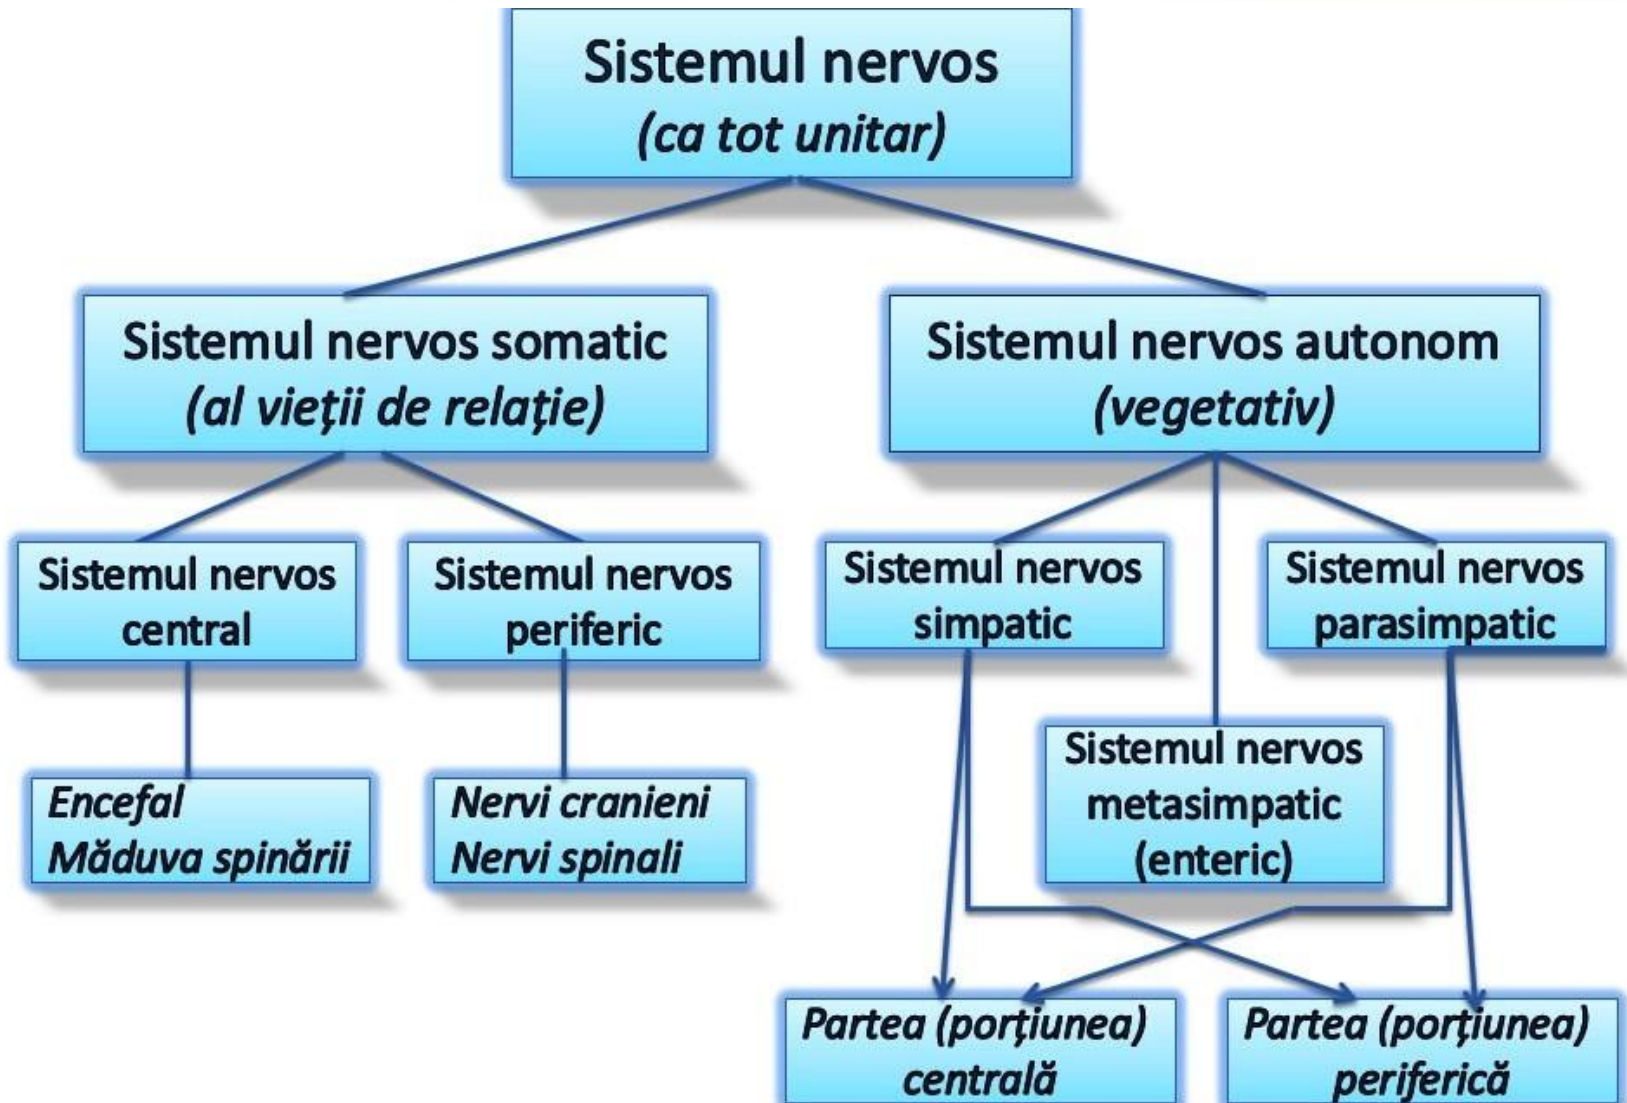 Sistemul nervos
(ca tot unitar)
Sistemul nervos somatic
(al vieții de relație)
Sistemul nervos autonom
(vegetativ)
Sistemul nervos
central
Sistemul nervos
periferic
Sistemul nervos
simpatic
Sistemul nervos
parasimpatic
Encefal
Măduva spinării
Nervi cranieni
Nervi spinali
Sistemul nervos
metasimpatic
(enteric)
Partea (porțiunea)
centrală
Partea (porțiunea)
periferică